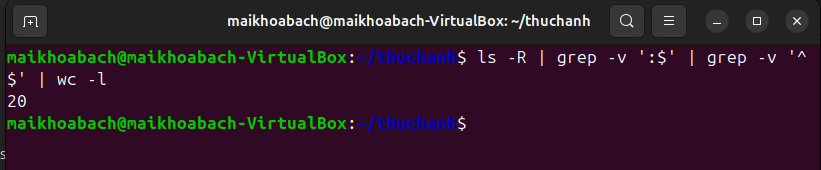 maikhoabach@maikhoabach-VirtualBox: ~/thuchanh
maikhoabach@maikhoabach-VirtualBox:~/thuchanh$ ls -R | grep -v ':$' | grep -v '^
$' | wc -l
20
maikhoabach@maikhoabach-VirtualBox:~/thuchanh$
s